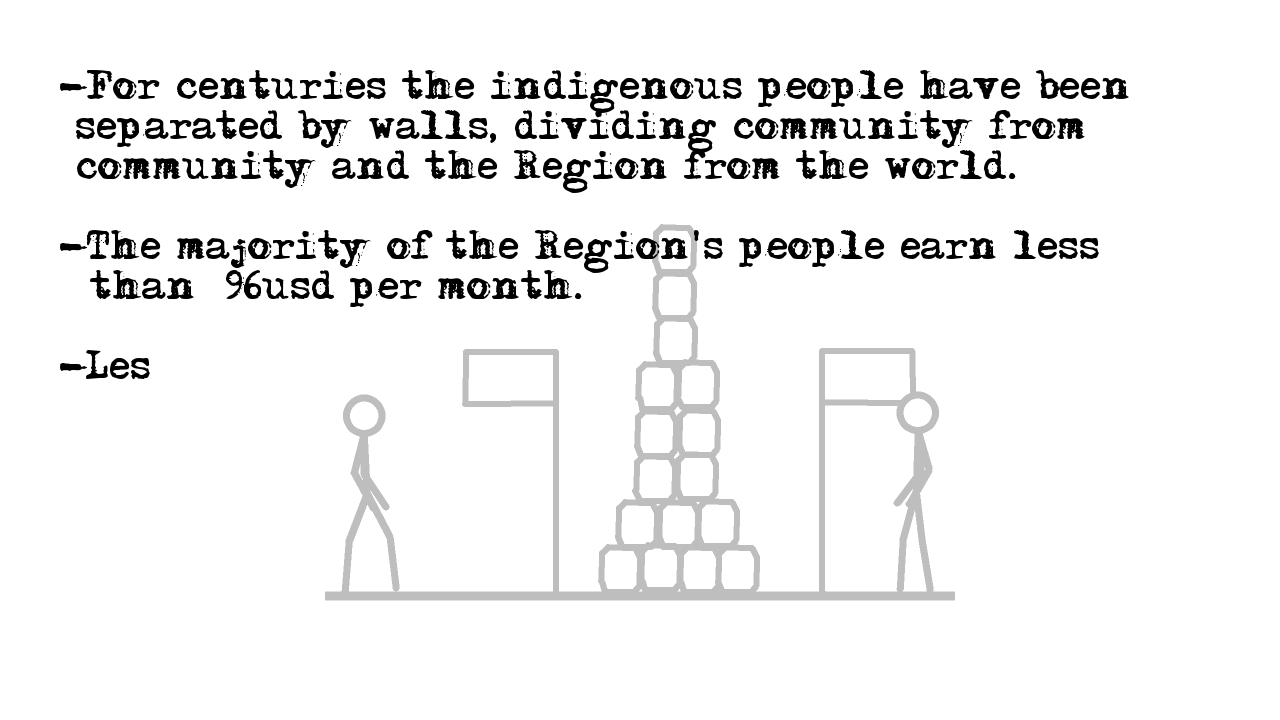 -For centuries the indigenous people have been
separated by walls, dividing community from
community and the Region from the world.
-The majority of the Region's people earn less
than 96usd per month.
-Les